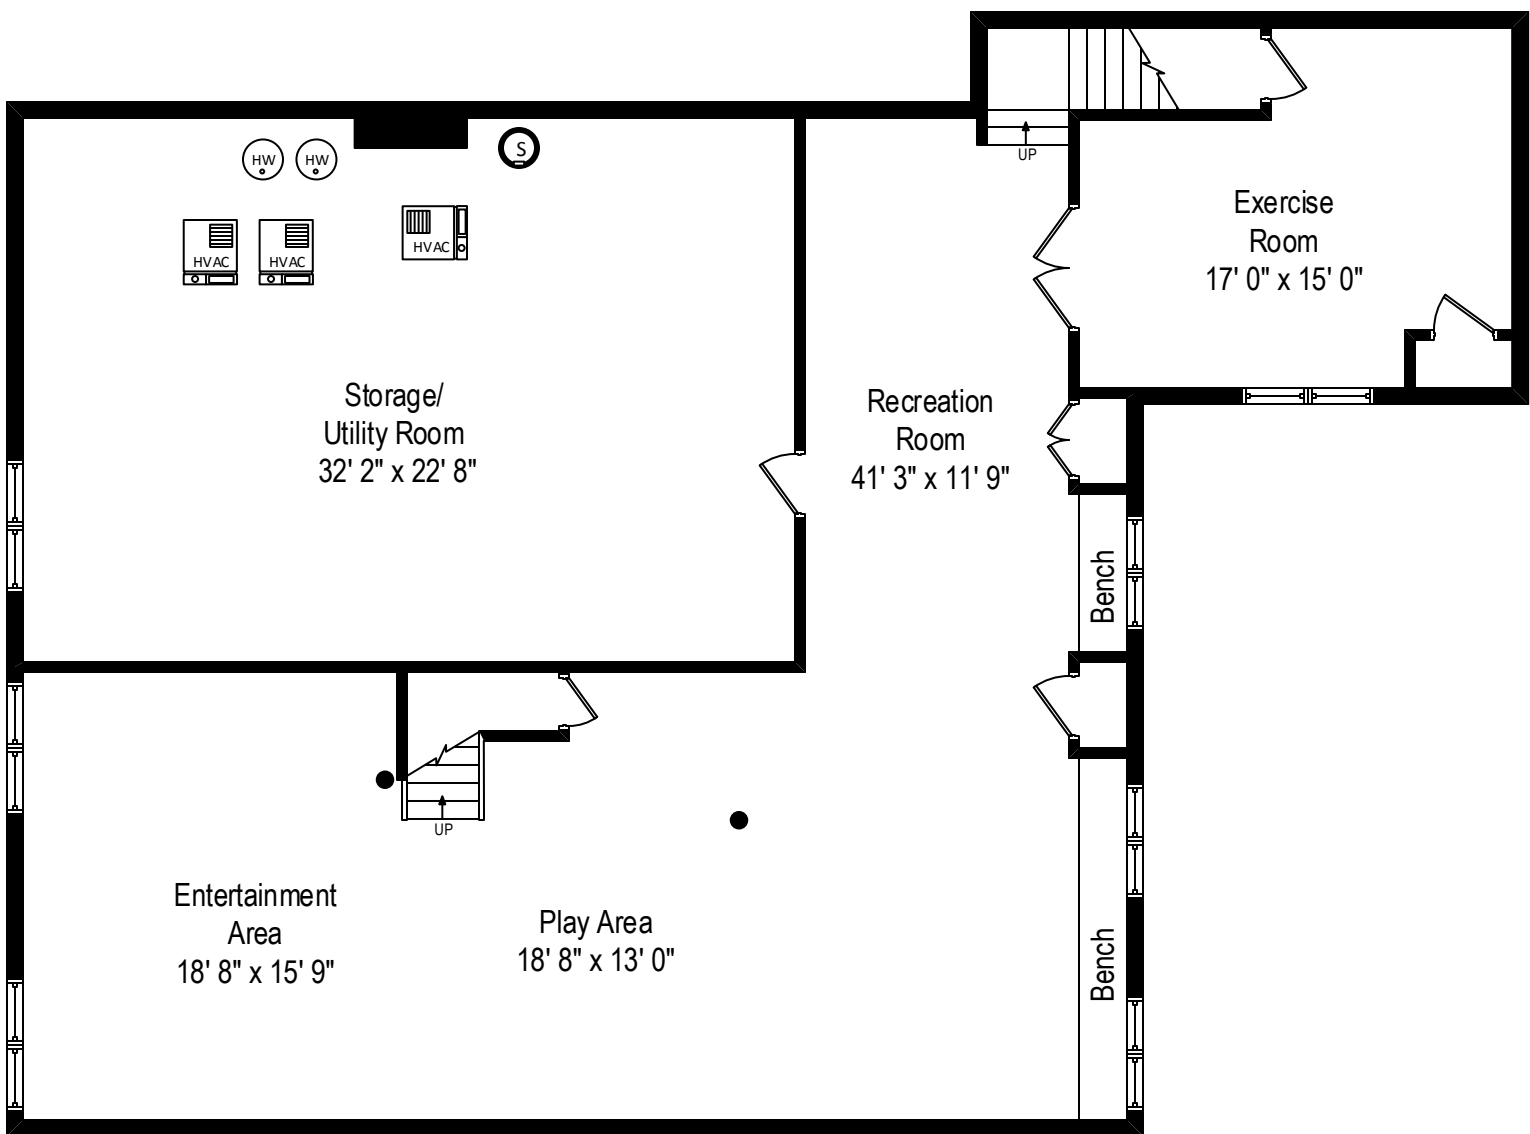 HW
HW
S
UP
HVAC
HVAC
HVAC
Exercise
Room
17' 0" x 15' 0"
Storage/
Utility Room
32' 2" x 22' 8"
Recreation
Room
41' 3" x 11' 9"
Bench
UP
Entertainment
Area
18' 8" x 15' 9"
Play Area
18' 8" x 13' 0"
Bench